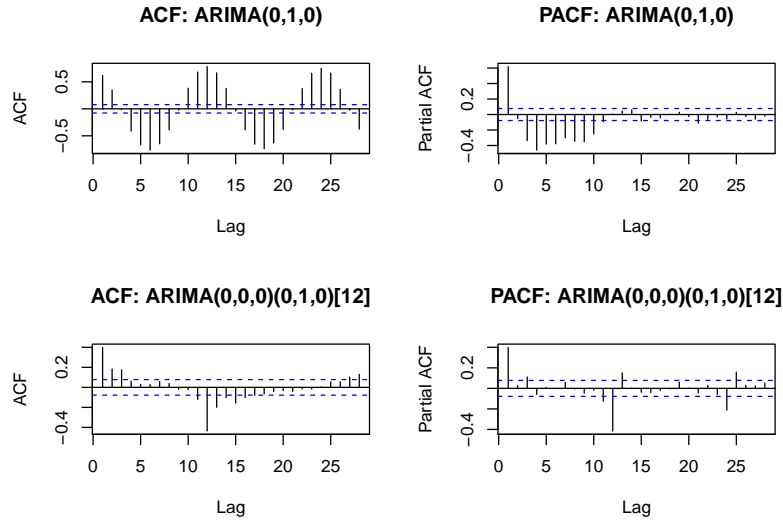 ACF: ARIMA(0,1,0)
ACF
0.5
−0.5
0 5 10 15 20 25
Lag
PACF: ARIMA(0,1,0)
Partial ACF
0.2
−0.4
0 5 10 15 20 25
Lag
ACF: ARIMA(0,0,0)(0,1,0)[12]
ACF
0.2
−0.4
0 5 10 15 20 25
Lag
PACF: ARIMA(0,0,0)(0,1,0)[12]
Partial ACF
0.2
−0.4
0 5 10 15 20 25
Lag